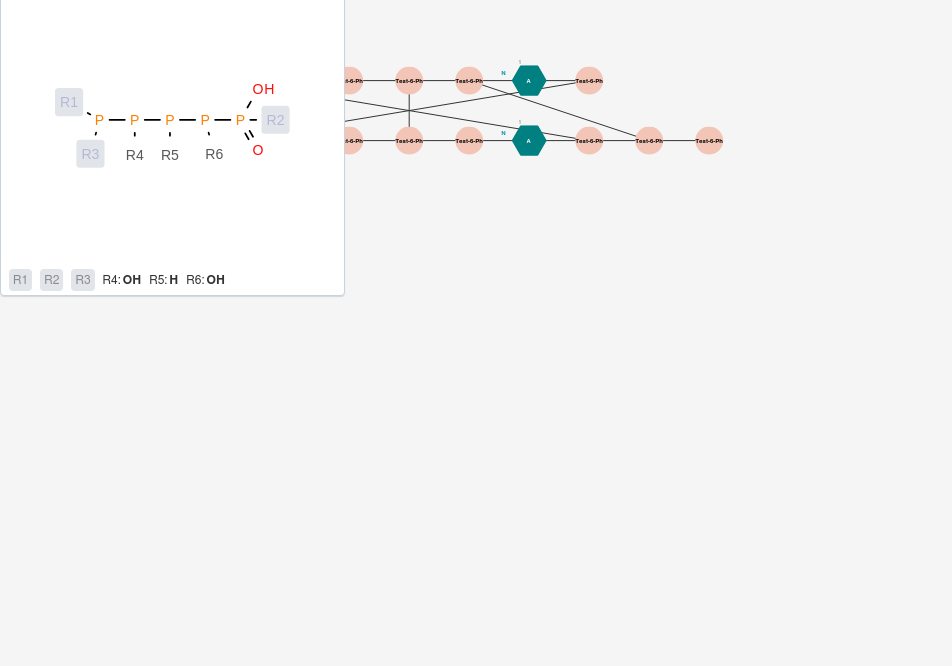 OH
R1 P P P P P R2
O
R3 R4 R5 R6
R1 R2 R3 R4: OH R5: H R6: OH
t-6-Ph Test-6-Ph Test-6-Ph N 1 A Test-6-Ph
t-6-Ph Test-6-Ph Test-6-Ph N 1 A Test-6-Ph Test-6-Ph Test-6-Ph